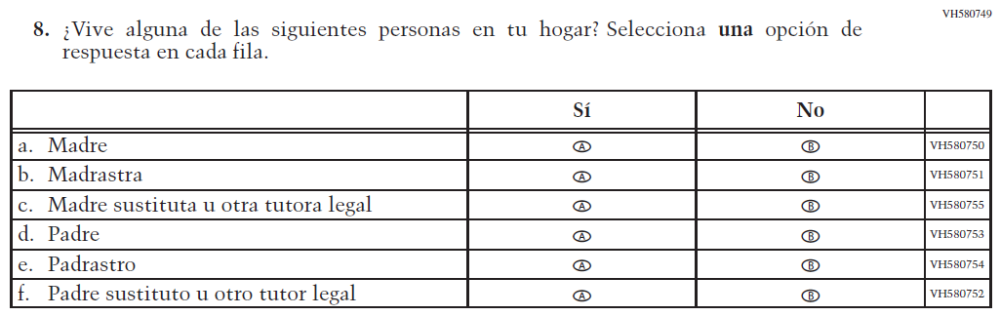 VH580749
8. ¿Vive alguna de las siguientes personas en tu hogar? Selecciona una opción de
respuesta en cada fila.
Sí No
a. Madre A B VH580750
b. Madrastra A B VH580751
c. Madre sustituta u otra tutora legal A B VH580755
d. Padre A B VH580753
e. Padrastro A B VH580754
f. Padre sustituto u otro tutor legal A B VH580752